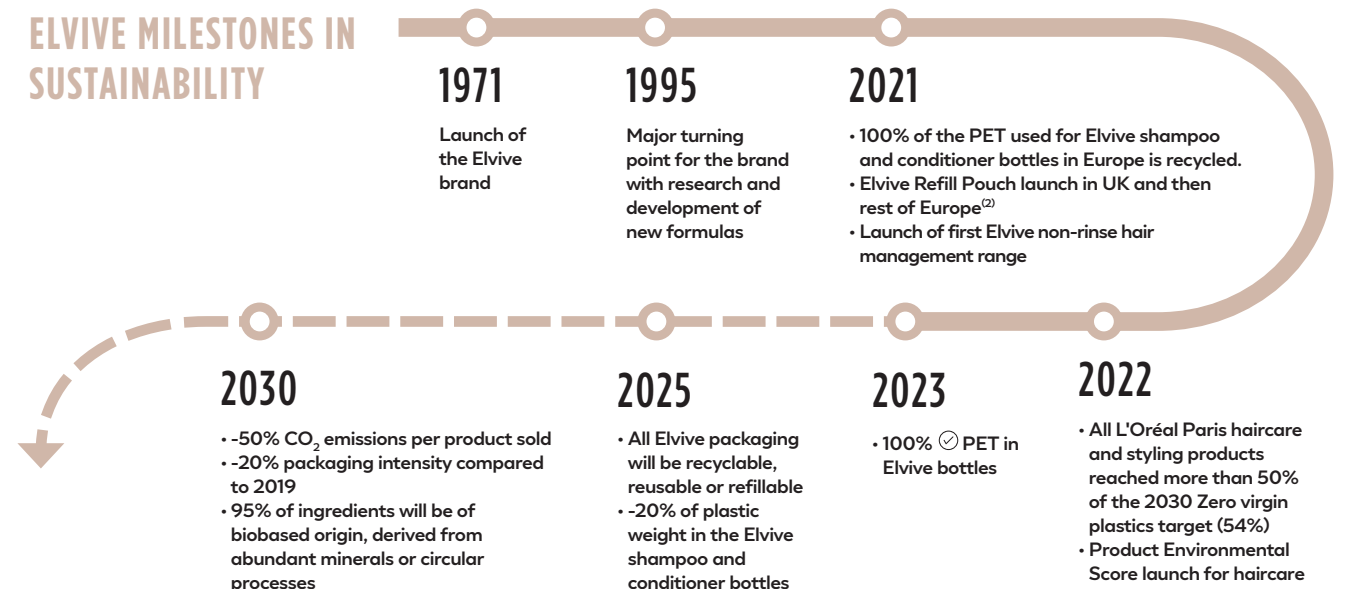 ELVIVE MILESTONES IN
SUSTAINABILITY
1971
Launch of
the Elvive
brand
1995
Major turning
point for the brand
with research and
development of
new formulas
2021
• 100% of the PET used for Elvive shampoo
and conditioner bottles in Europe is recycled.
• Elvive Refill Pouch launch in UK and then
rest of Europe(2)
• Launch of first Elvive non-rinse hair
management range
2022
• All L'Oréal Paris haircare
and styling products
reached more than 50%
of the 2030 Zero virgin
plastics target (54%)
• Product Environmental
Score launch for haircare
2023
• 100% PET in
Elvive bottles
2025
• All Elvive packaging
will be recyclable,
reusable or refillable
• -20% of plastic
weight in the Elvive
shampoo and
conditioner bottles
2030
• -50% CO2 emissions per product sold
• -20% packaging intensity compared
to 2019
• 95% of ingredients will be of
biobased origin, derived from
abundant minerals or circular
processes